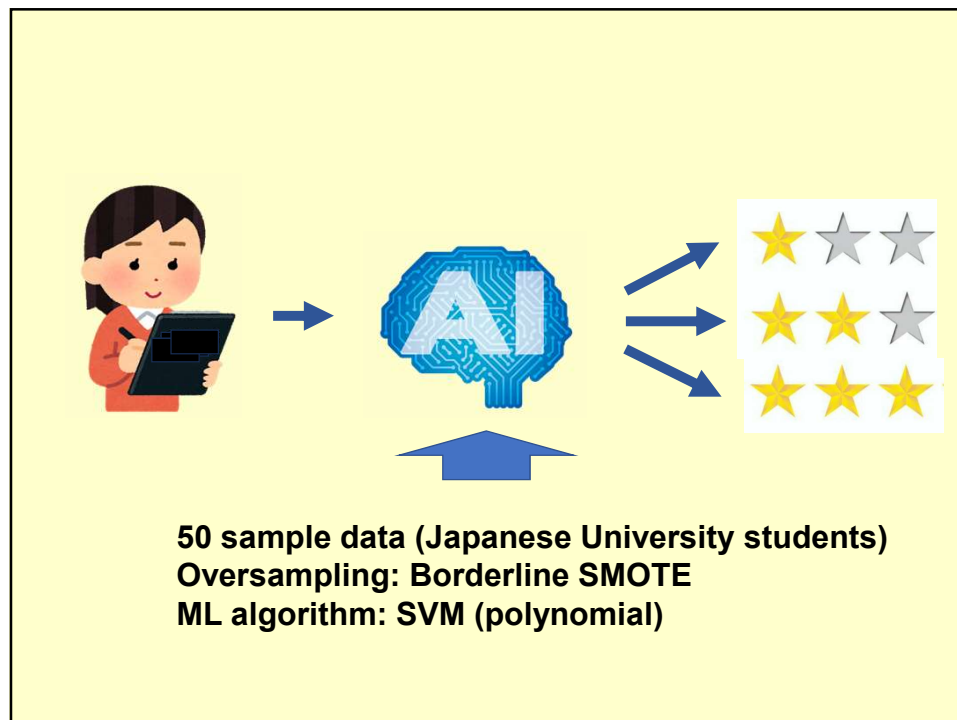 AI
50 sample data (Japanese University students)
Oversampling: Borderline SMOTE
ML algorithm: SVM (polynomial)